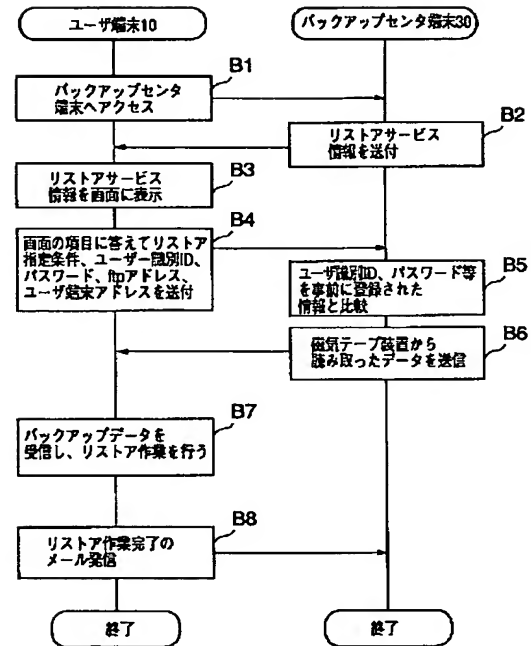 ユーザ端末10
バックアップセンタ端末30
B1
バックアップセンタ
端末へアクセス
B2
リストアサービス
情報を送付
B3
リストアサービス
情報を画面に表示
B4
画面の項目に答えてリストア
指定条件、ユーザー識別ID、
パスワード、ftpアドレス、
ユーザ端末アドレスを送付
B5
ユーザ識別ID、パスワード等
を事前に登録された
情報と比較
B6
磁気テープ装置から
読み取ったデータを送信
B7
バックアップデータを
受信し、リストア作業を行う
B8
リストア作業完了の
メール発信
終了
終了